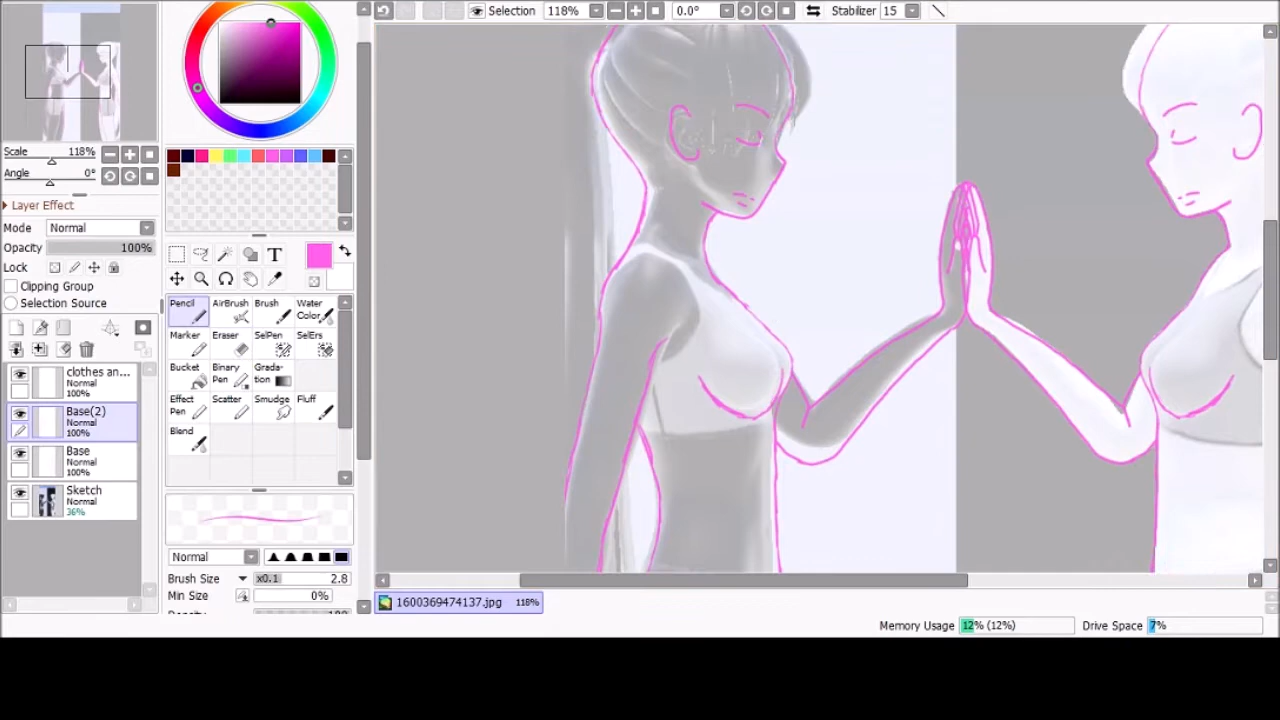 Selection 118% 0.0° Stabilizer 15
Scale 118%
Angle 0°
Layer Effect
Mode Normal
Opacity 100%
Lock
Clipping Group
Selection Source
clothes an...
Normal
100%
Base(2)
Normal
100%
Base
Normal
100%
Sketch
Normal
36%
T
Pencil AirBrush Brush Water Color
Marker Eraser SelPen SelErs
Bucket Binary Pen Grada-tion
Effect Pen Scatter Smudge Fluff
Blend
Normal
Brush Size x0.1 2.8
Min Size 0%
1600369474137.jpg 118%
Memory Usage 12% (12%) Drive Space 7%